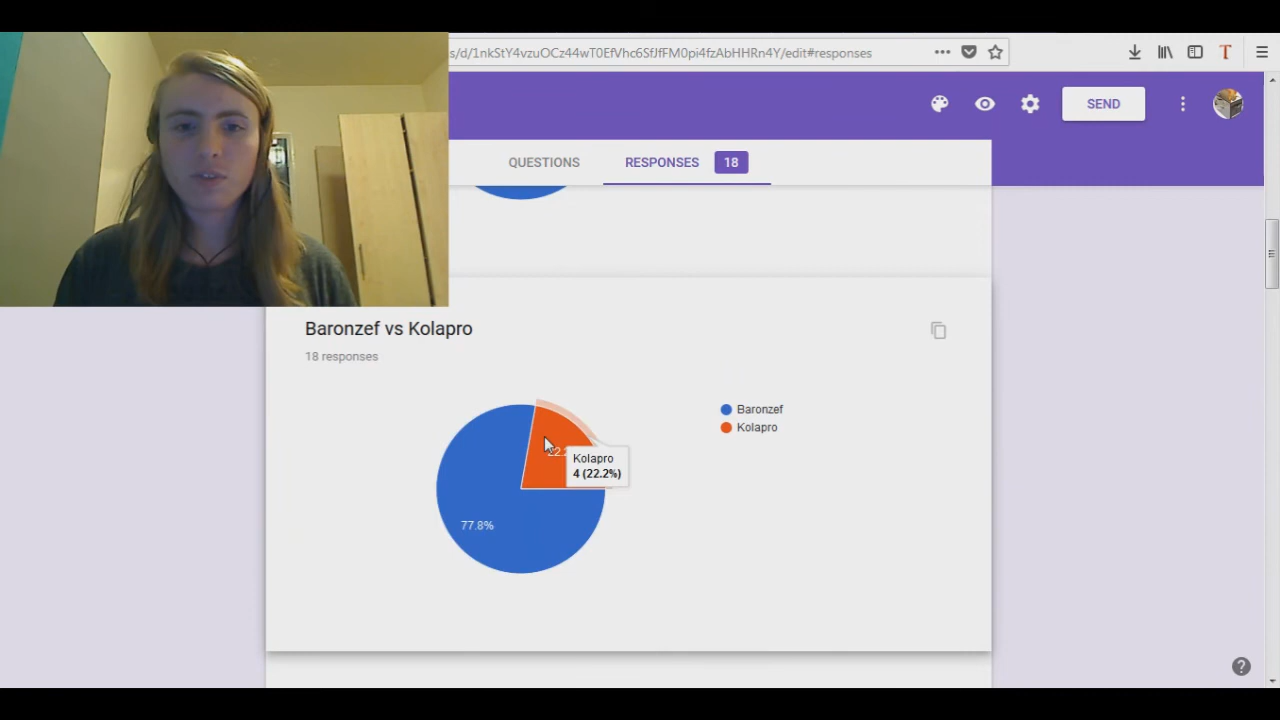 s/d/1nkStY4vzuOCz44wT0EfVhc6SfJfFM0pi4fzAbHHRn4Y/edit#responses
SEND
QUESTIONS
RESPONSES 18
Baronzef vs Kolapro
18 responses
Baronzef
Kolapro
Kolapro
4 (22.2%)
77.8%